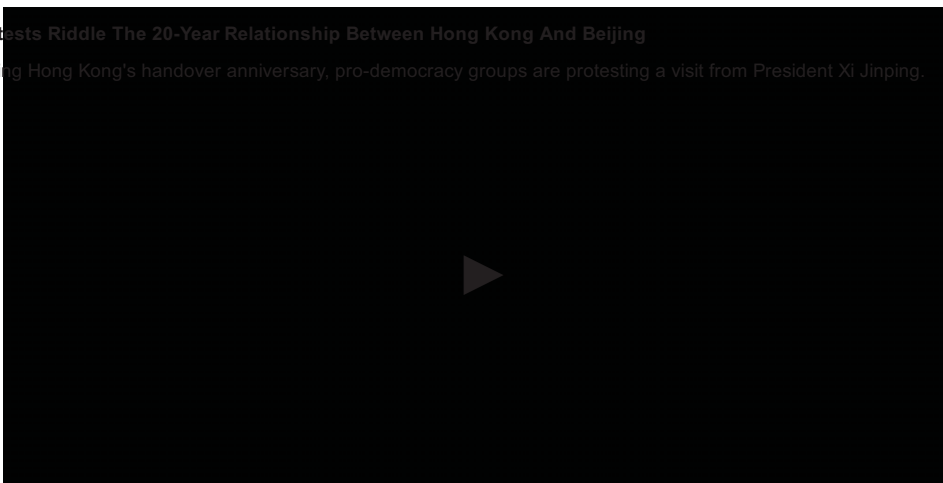 tests Riddle The 20-Year Relationship Between Hong Kong And Beijing
ng Hong Kong's handover anniversary, pro-democracy groups are protesting a visit from President Xi Jinping.